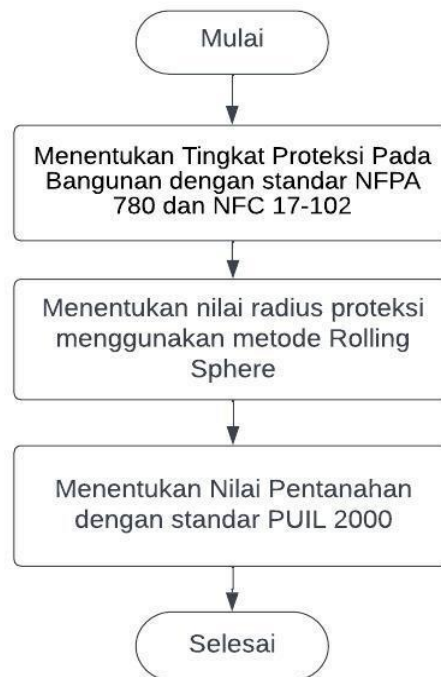 Mulai
Menentukan Tingkat Proteksi Pada
Bangunan dengan standar NFPA
780 dan NFC 17-102
Menentukan nilai radius proteksi
menggunakan metode Rolling
Sphere
Menentukan Nilai Pentanahan
dengan standar PUIL 2000
Selesai